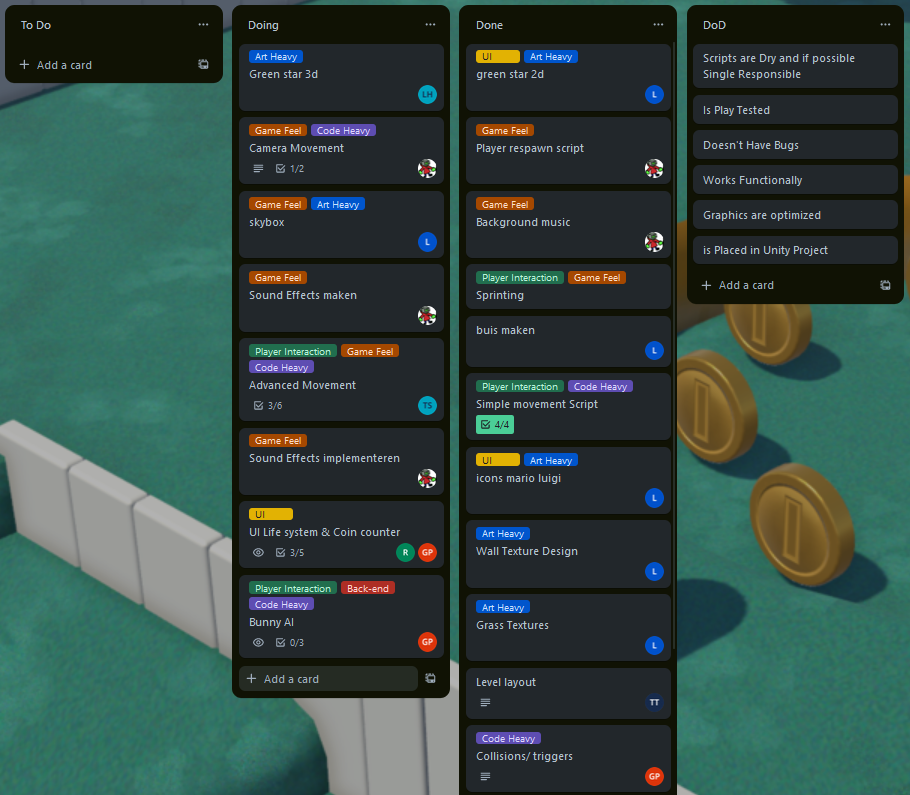 To Do
Add a card
Doing
Art Heavy
Green star 3d
LH
Game Feel Code Heavy
Camera Movement
1/2
Game Feel Art Heavy
skybox
L
Game Feel
Sound Effects maken
Player Interaction Game Feel
Code Heavy
Advanced Movement
3/6
TS
Game Feel
Sound Effects implementeren
UI
UI Life system & Coin counter
3/5
R GP
Player Interaction Back-end
Code Heavy
Bunny AI
0/3
GP
Add a card
Done
UI Art Heavy
green star 2d
L
Game Feel
Player respawn script
Game Feel
Background music
Player Interaction Game Feel
Sprinting
buis maken
L
Player Interaction Code Heavy
Simple movement Script
4/4
UI Art Heavy
icons mario luigi
L
Art Heavy
Wall Texture Design
L
Art Heavy
Grass Textures
L
Level layout
TT
Code Heavy
Collisions/ triggers
GP
DoD
Scripts are Dry and if possible
Single Responsible
Is Play Tested
Doesn't Have Bugs
Works Functionally
Graphics are optimized
is Placed in Unity Project
Add a card